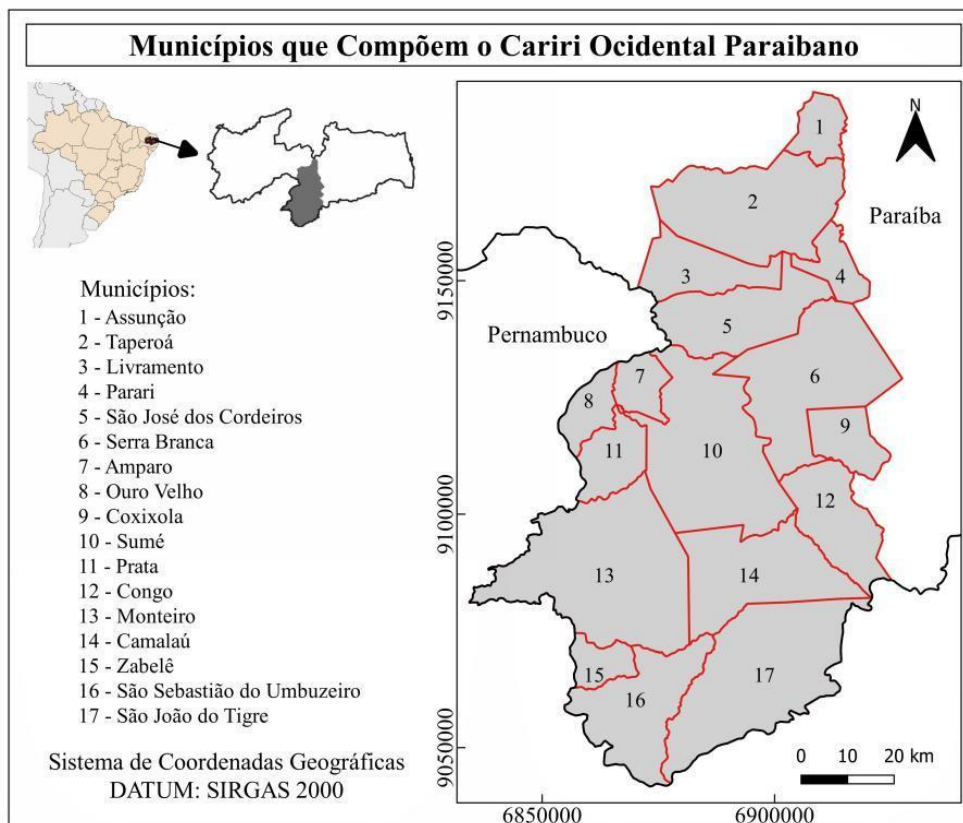 Municípios que Compõem o Cariri Ocidental Paraibano
Municípios:
1 - Assunção
2 - Taperoá
3 - Livramento
4 - Parari
5 - São José dos Cordeiros
6 - Serra Branca
7 - Amparo
8 - Ouro Velho
9 - Coxixola
10 - Sumé
11 - Prata
12 - Congo
13 - Monteiro
14 - Camalaú
15 - Zabelê
16 - São Sebastião do Umbuzeiro
17 - São João do Tigre
Sistema de Coordenadas Geográficas
DATUM: SIRGAS 2000
N
Paraíba
Pernambuco
1
2
3
4
5
6
7
8
9
10
11
12
13
14
15
16
17
9150000
9100000
9050000
6850000
6900000
0 10 20 km